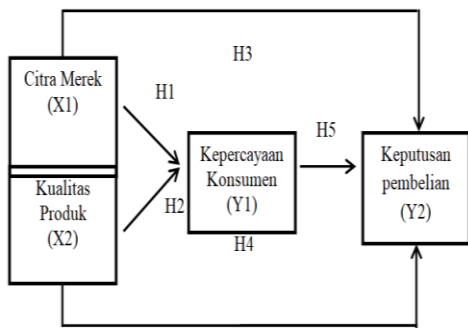 Citra Merek
(X1)
Kualitas
Produk
(X2)
H1
H2
H3
Kepercayaan
Konsumen
(Y1)
H4
H5
Keputusan
pembelian
(Y2)